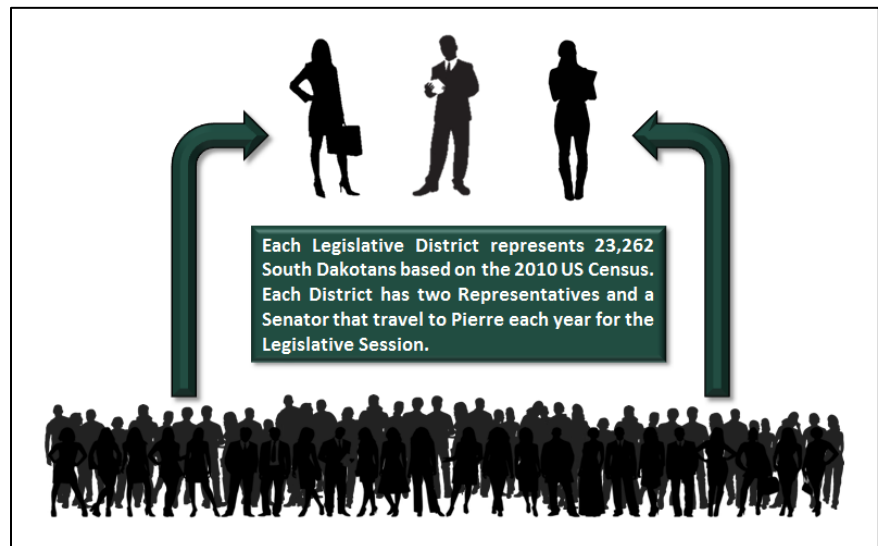 Each Legislative District represents 23,262
South Dakotans based on the 2010 US Census.
Each District has two Representatives and a
Senator that travel to Pierre each year for the
Legislative Session.